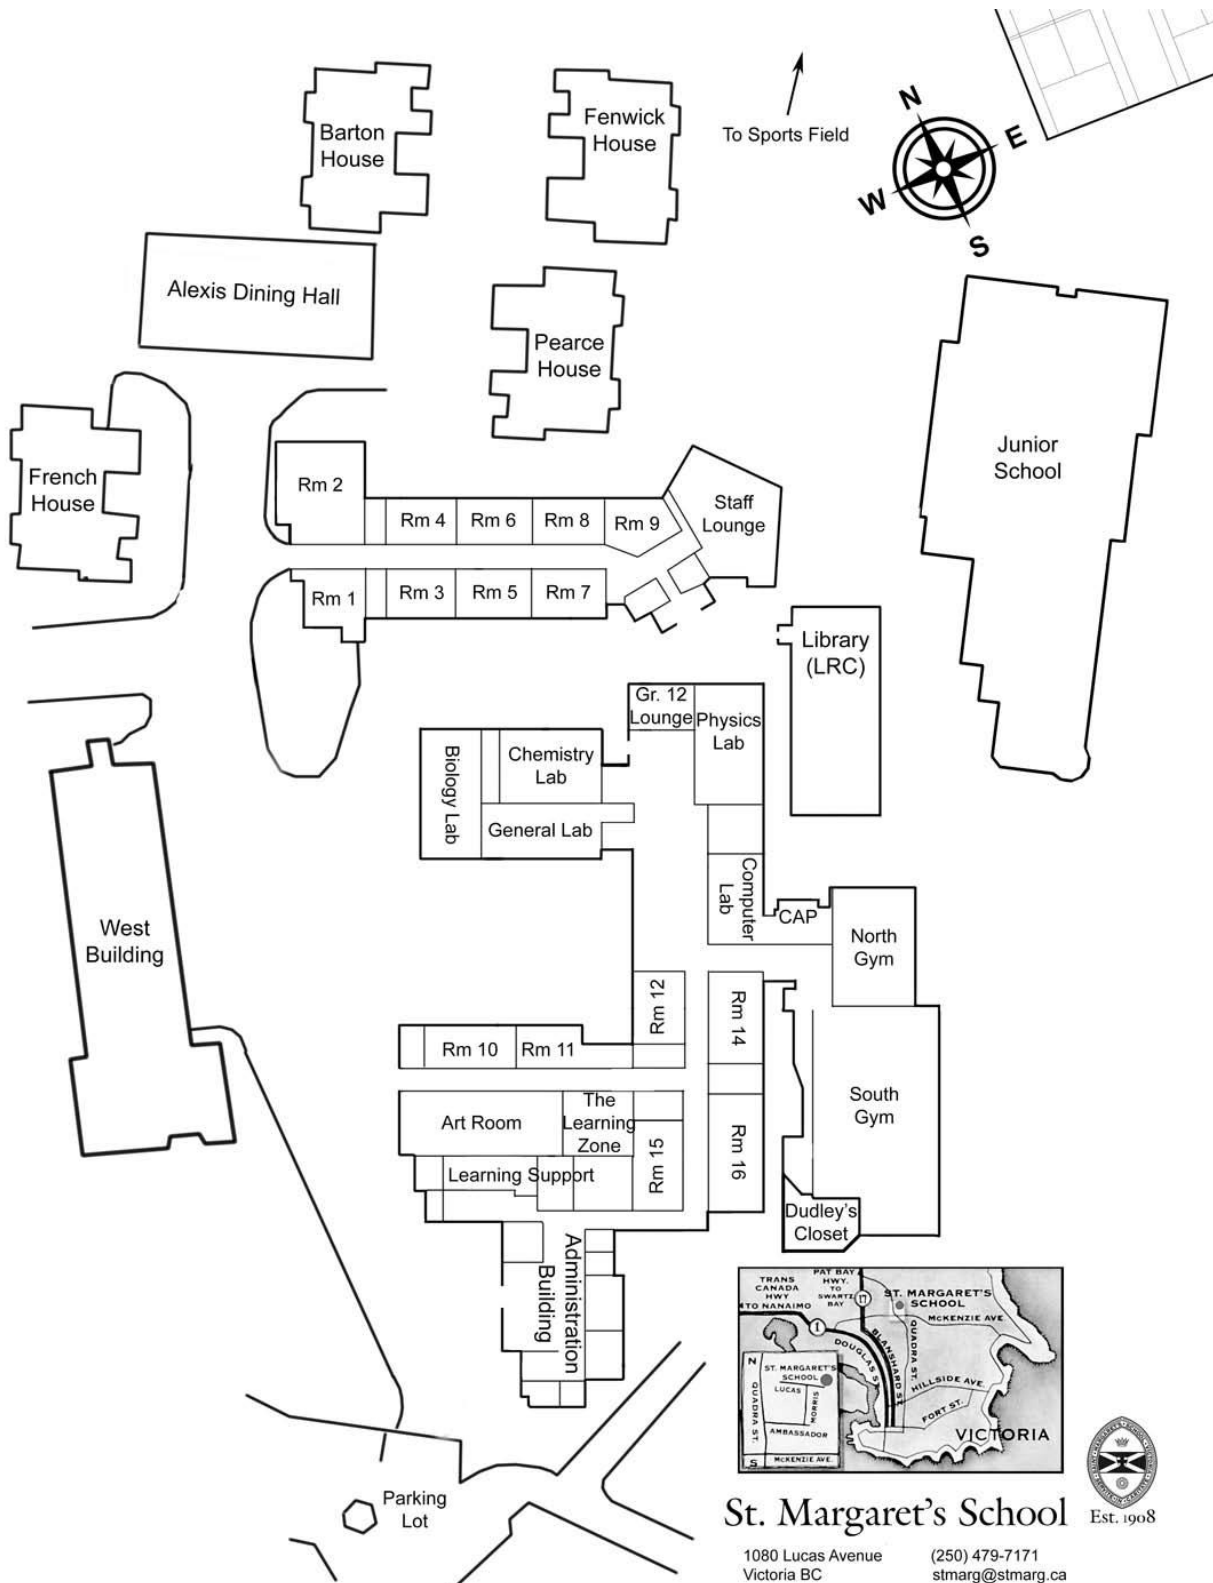 Barton
House
Fenwick
House
To Sports Field
N
E
W
S
Alexis Dining Hall
Pearce
House
Junior
School
French
House
Rm 2
Rm 4
Rm 6
Rm 8
Rm 9
Staff
Lounge
Rm 1
Rm 3
Rm 5
Rm 7
Library
(LRC)
Gr. 12
Lounge
Physics
Lab
Biology Lab
Chemistry
Lab
General Lab
Computer
Lab
CAP
North
Gym
West
Building
Rm 12
Rm 14
Rm 10
Rm 11
South
Gym
Art Room
The
Learning
Zone
Rm 15
Rm 16
Learning Support
Dudley's
Closet
Administration
Building
TRANS
CANADA
HWY
TO NANAIMO
PAT BAY
HWY.
TO
SWARTZ
BAY
17
ST. MARGARET'S
SCHOOL
McKENZIE AVE.
1
DOUGLAS ST.
BLANSHARD ST.
QUADRA ST.
HILLSIDE AVE.
FORT ST.
VICTORIA
N
ST. MARGARET'S
SCHOOL
LUCAS
MORRIS
QUADRA ST.
AMBASSADOR
S
McKENZIE AVE.
Parking
Lot
St. Margaret's School
Est. 1908
1080 Lucas Avenue
(250) 479-7171
Victoria BC
stmarg@stmarg.ca